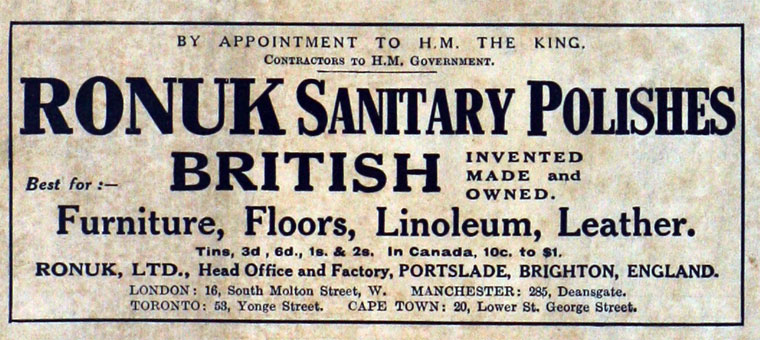 BY APPOINTMENT TO H.M. THE KING.
CONTRACTORS TO H.M. GOVERNMENT.
RONUK SANITARY POLISHES
Best for :— BRITISH INVENTED MADE and OWNED.
Furniture, Floors, Linoleum, Leather.
Tins, 3d, 6d., 1s. & 2s. In Canada, 10c. to $1.
RONUK, LTD., Head Office and Factory, PORTSLADE, BRIGHTON, ENGLAND.
LONDON: 16, South Molton Street, W. MANCHESTER: 285, Deansgate.
TORONTO: 53, Yonge Street. CAPE TOWN: 20, Lower St. George Street.